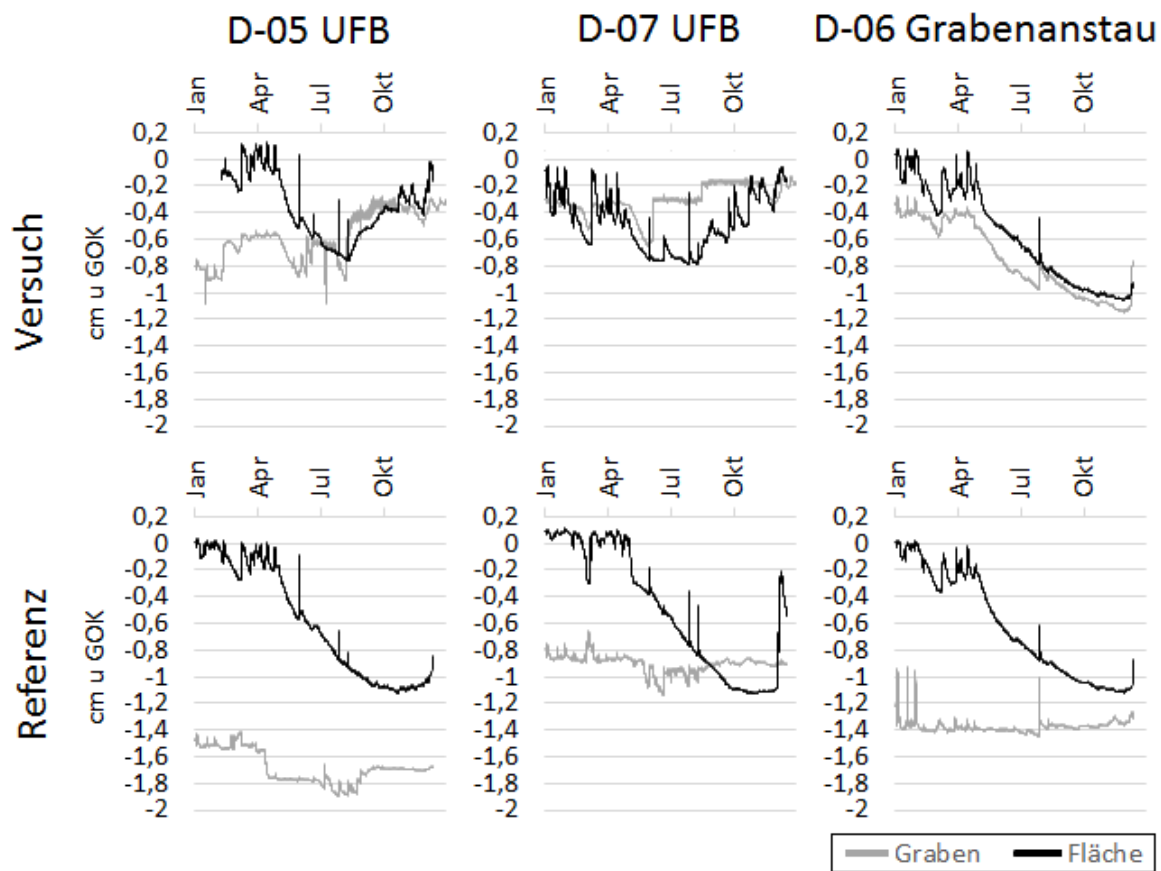 D-05 UFB D-07 UFB D-06 Grabenanstau
Jan Apr Jul Okt Jan Apr Jul Okt Jan Apr Jul Okt
Versuch
cm u GOK
0,2 0,2 0,2
0 0 0
-0,2 -0,2 -0,2
-0,4 -0,4 -0,4
-0,6 -0,6 -0,6
-0,8 -0,8 -0,8
-1 -1 -1
-1,2 -1,2 -1,2
-1,4 -1,4 -1,4
-1,6 -1,6 -1,6
-1,8 -1,8 -1,8
-2 -2 -2
Jan Apr Jul Okt Jan Apr Jul Okt Jan Apr Jul Okt
Referenz
cm u GOK
0,2 0,2 0,2
0 0 0
-0,2 -0,2 -0,2
-0,4 -0,4 -0,4
-0,6 -0,6 -0,6
-0,8 -0,8 -0,8
-1 -1 -1
-1,2 -1,2 -1,2
-1,4 -1,4 -1,4
-1,6 -1,6 -1,6
-1,8 -1,8 -1,8
-2 -2 -2
Graben Fläche